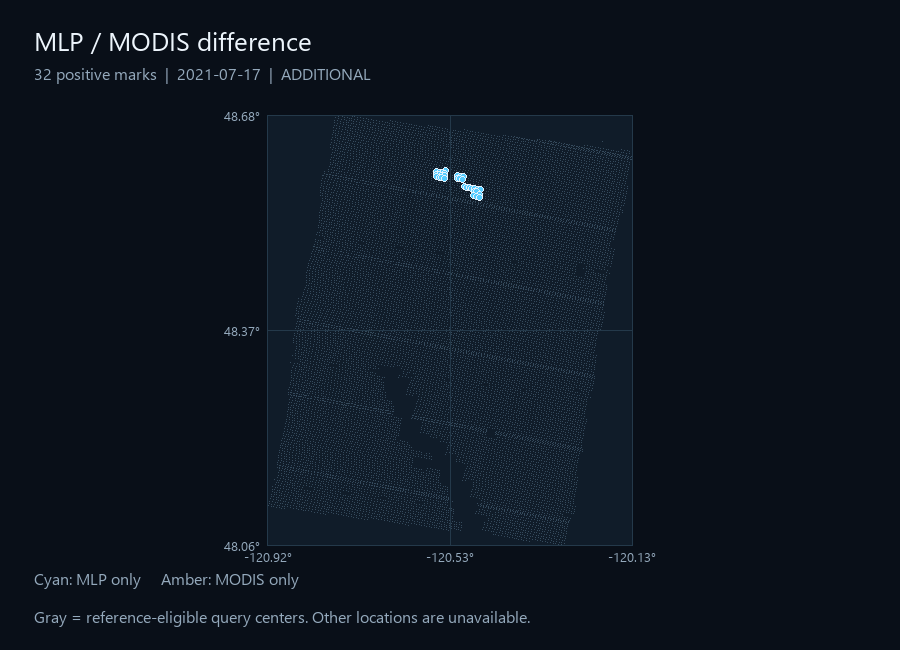 MLP / MODIS difference
32 positive marks | 2021-07-17 | ADDITIONAL
48.68°
48.37°
48.06°
-120.92° -120.53° -120.13°
Cyan: MLP only Amber: MODIS only
Gray = reference-eligible query centers. Other locations are unavailable.